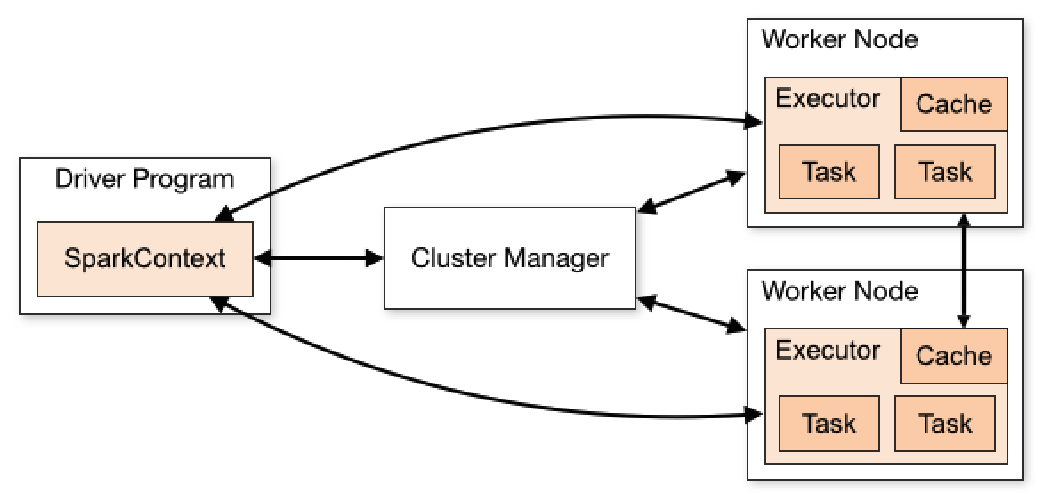 Driver Program
SparkContext
Cluster Manager
Worker Node
Executor
Cache
Task
Task
Worker Node
Executor
Cache
Task
Task